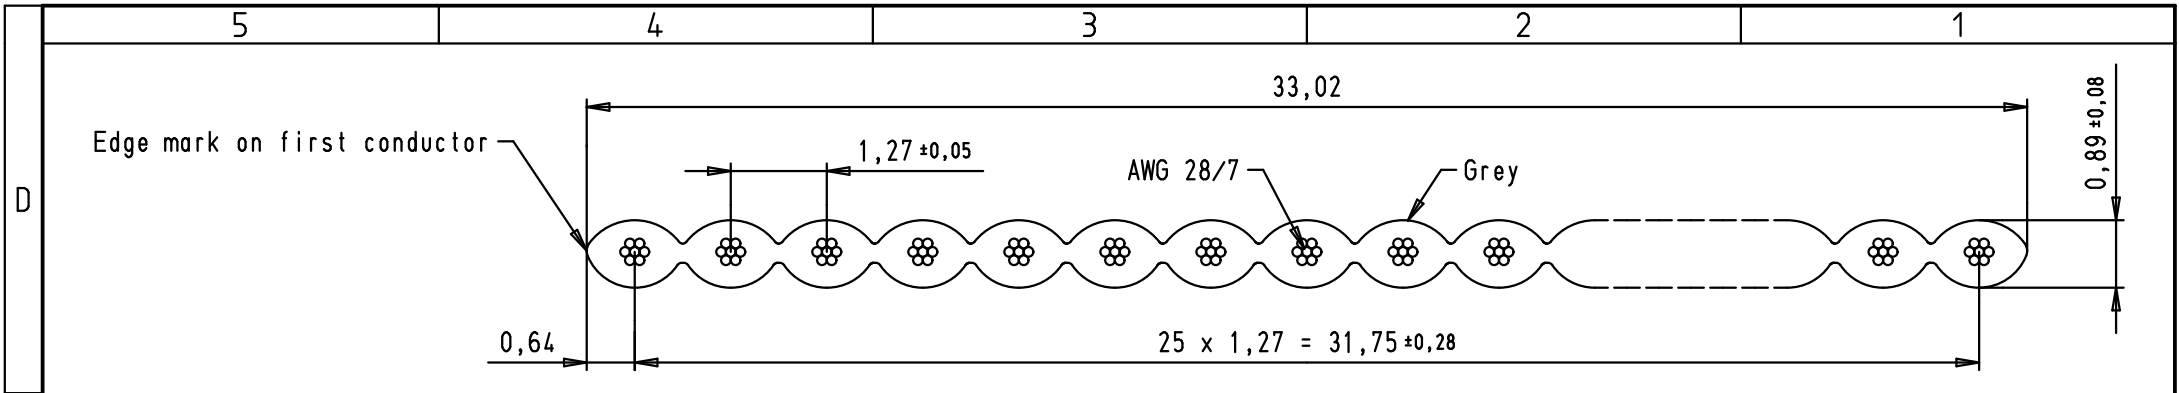 5 4 3 2 1
33,02
0,89 ±0,08
Edge mark on first conductor
1,27 ±0,05
AWG 28/7
Grey
D
0,64
25 x 1,27 = 31,75 ±0,28